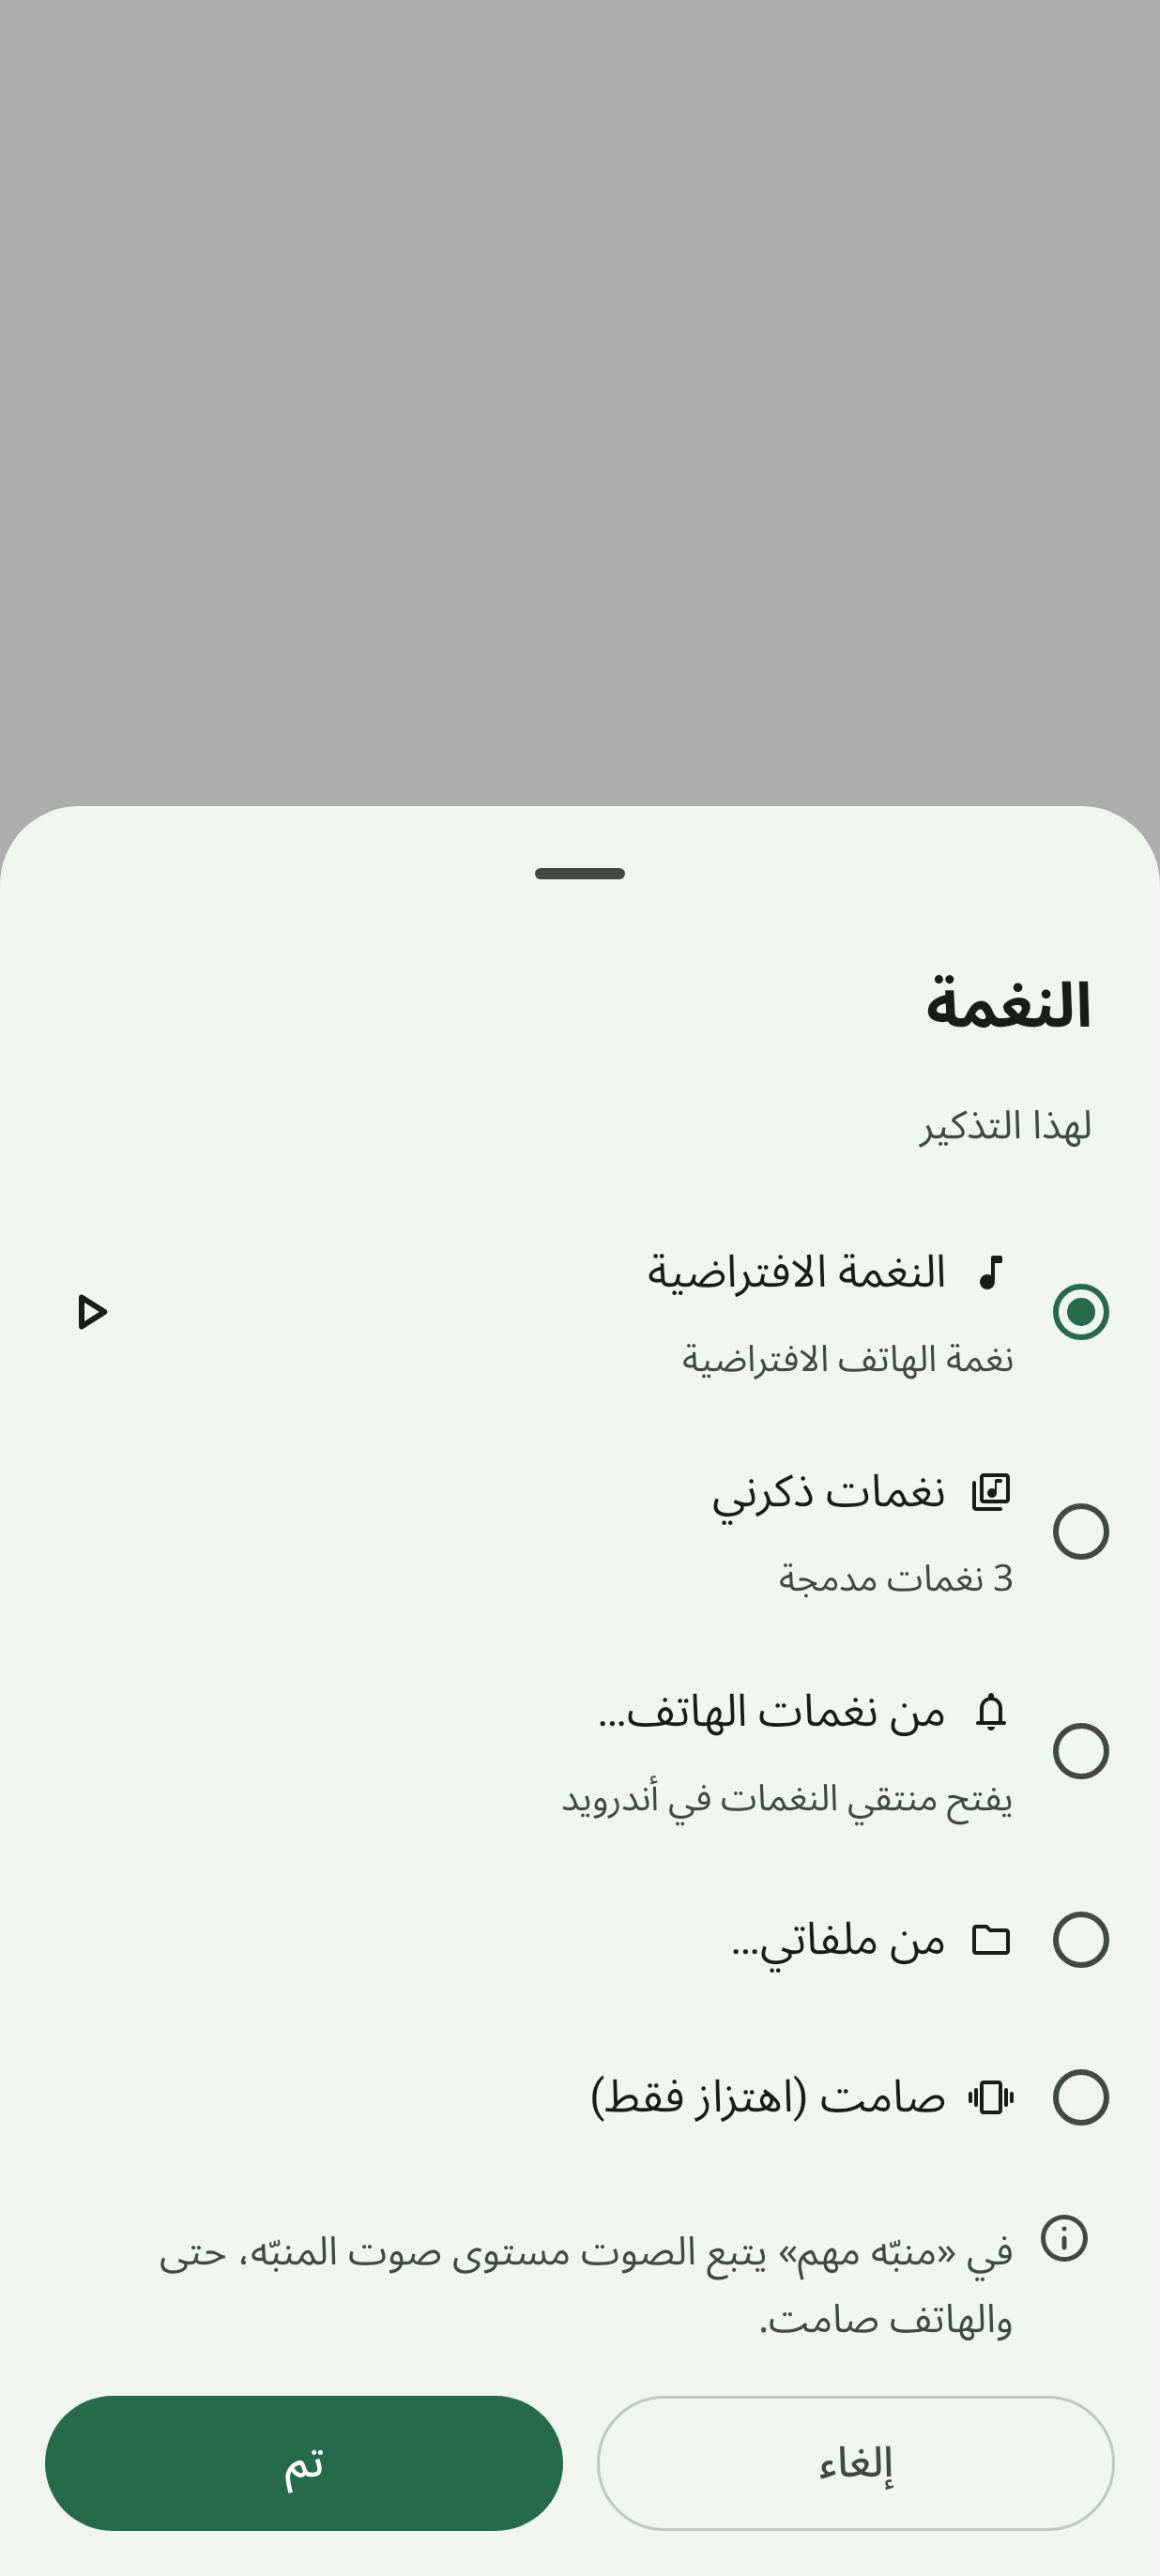 النغمة
لهذا التذكير
النغمة الافتراضية
نغمة الهاتف الافتراضية
نغمات ذكرني
3 نغمات مدمجة
من نغمات الهاتف...
يفتح منتقي النغمات في أندرويد
من ملفاتي...
صامت (اهتزاز فقط)
في «منبّه مهم» يتبع الصوت مستوى صوت المنبّه، حتى
والهاتف صامت.
إلغاء
تم